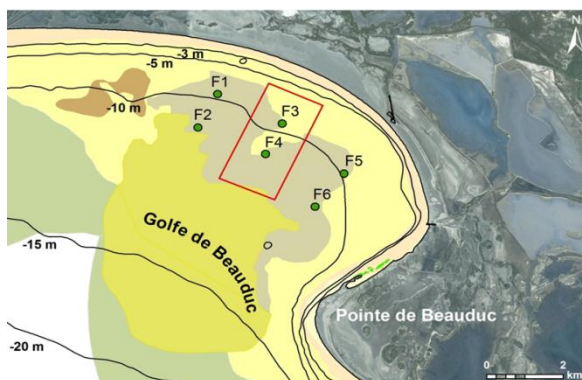 N
-3 m
-5 m
-10 m
F1
F2
F3
F4
F5
F6
Golfe de Beauduc
-15 m
Pointe de Beauduc
-20 m
0 2
km